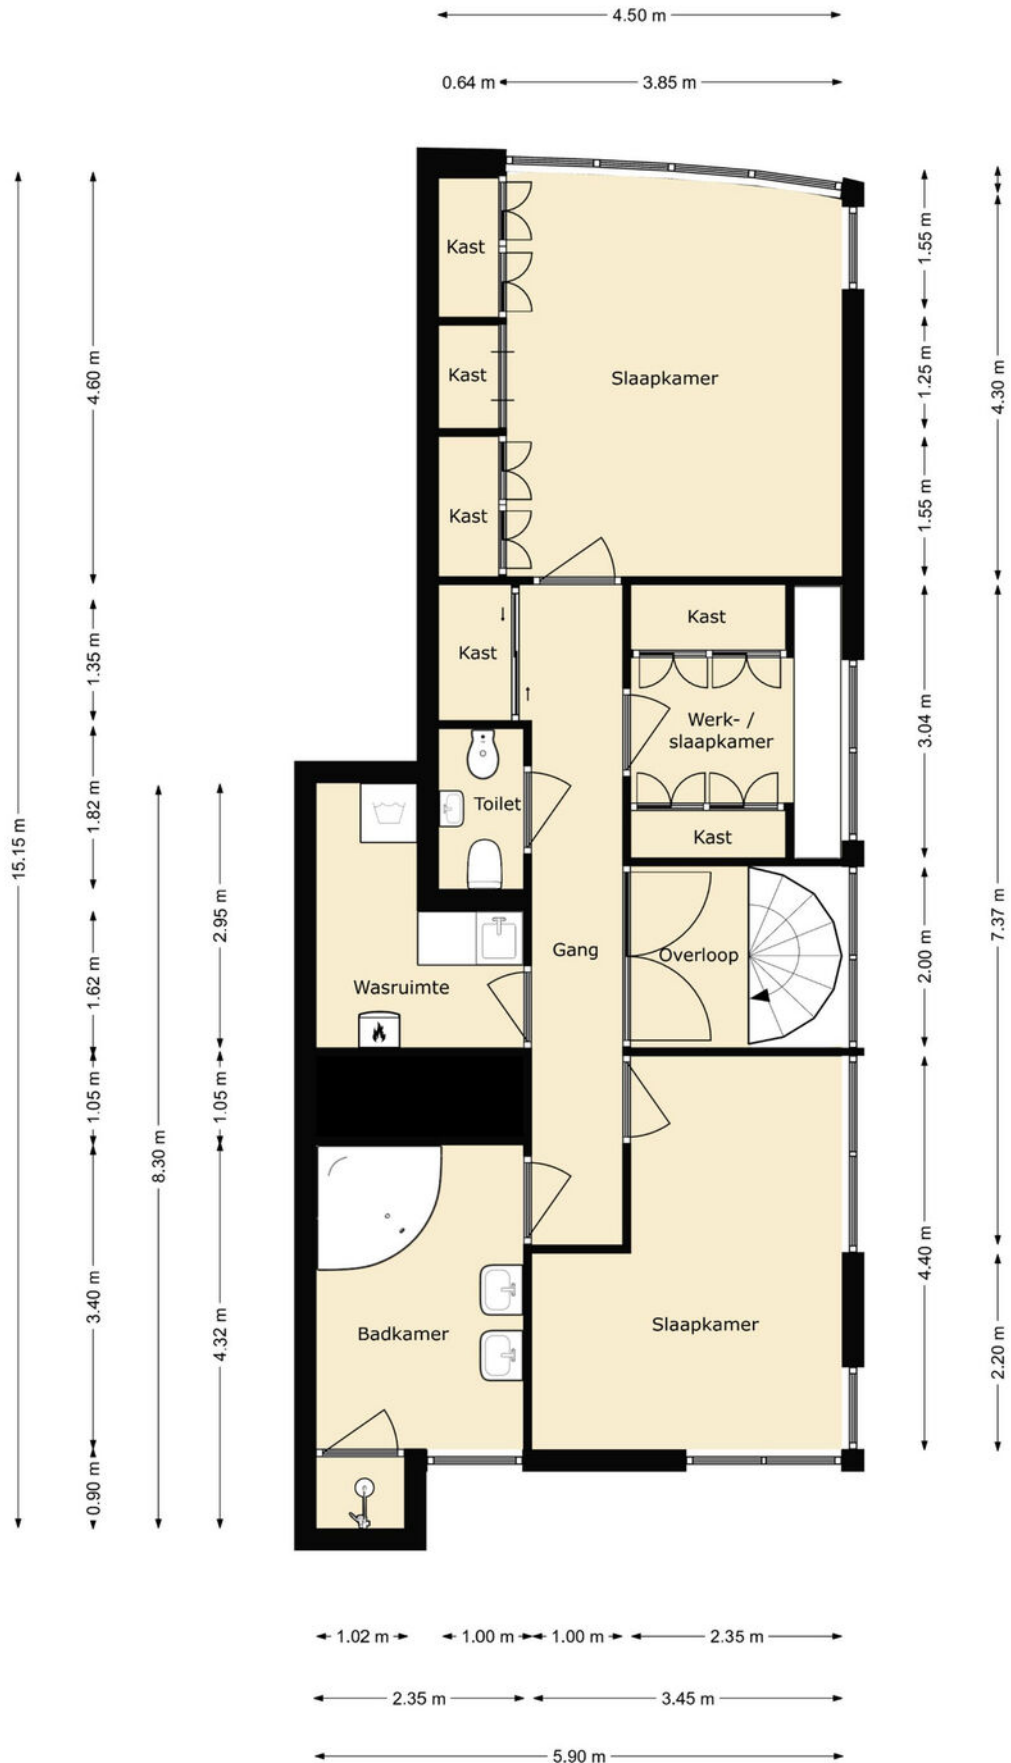 4.50 m
0.64 m
3.85 m
Kast
Kast
Slaapkamer
Kast
Kast
Kast
Werk- /
slaapkamer
Toilet
Kast
Gang
Overloop
Wasruimte
Slaapkamer
Badkamer
15.15 m
4.60 m
1.35 m
1.82 m
1.62 m
1.05 m
3.40 m
0.90 m
8.30 m
2.95 m
1.05 m
4.32 m
1.55 m
1.25 m
1.55 m
3.04 m
2.00 m
4.40 m
4.30 m
7.37 m
2.20 m
1.02 m
1.00 m
1.00 m
2.35 m
2.35 m
3.45 m
5.90 m